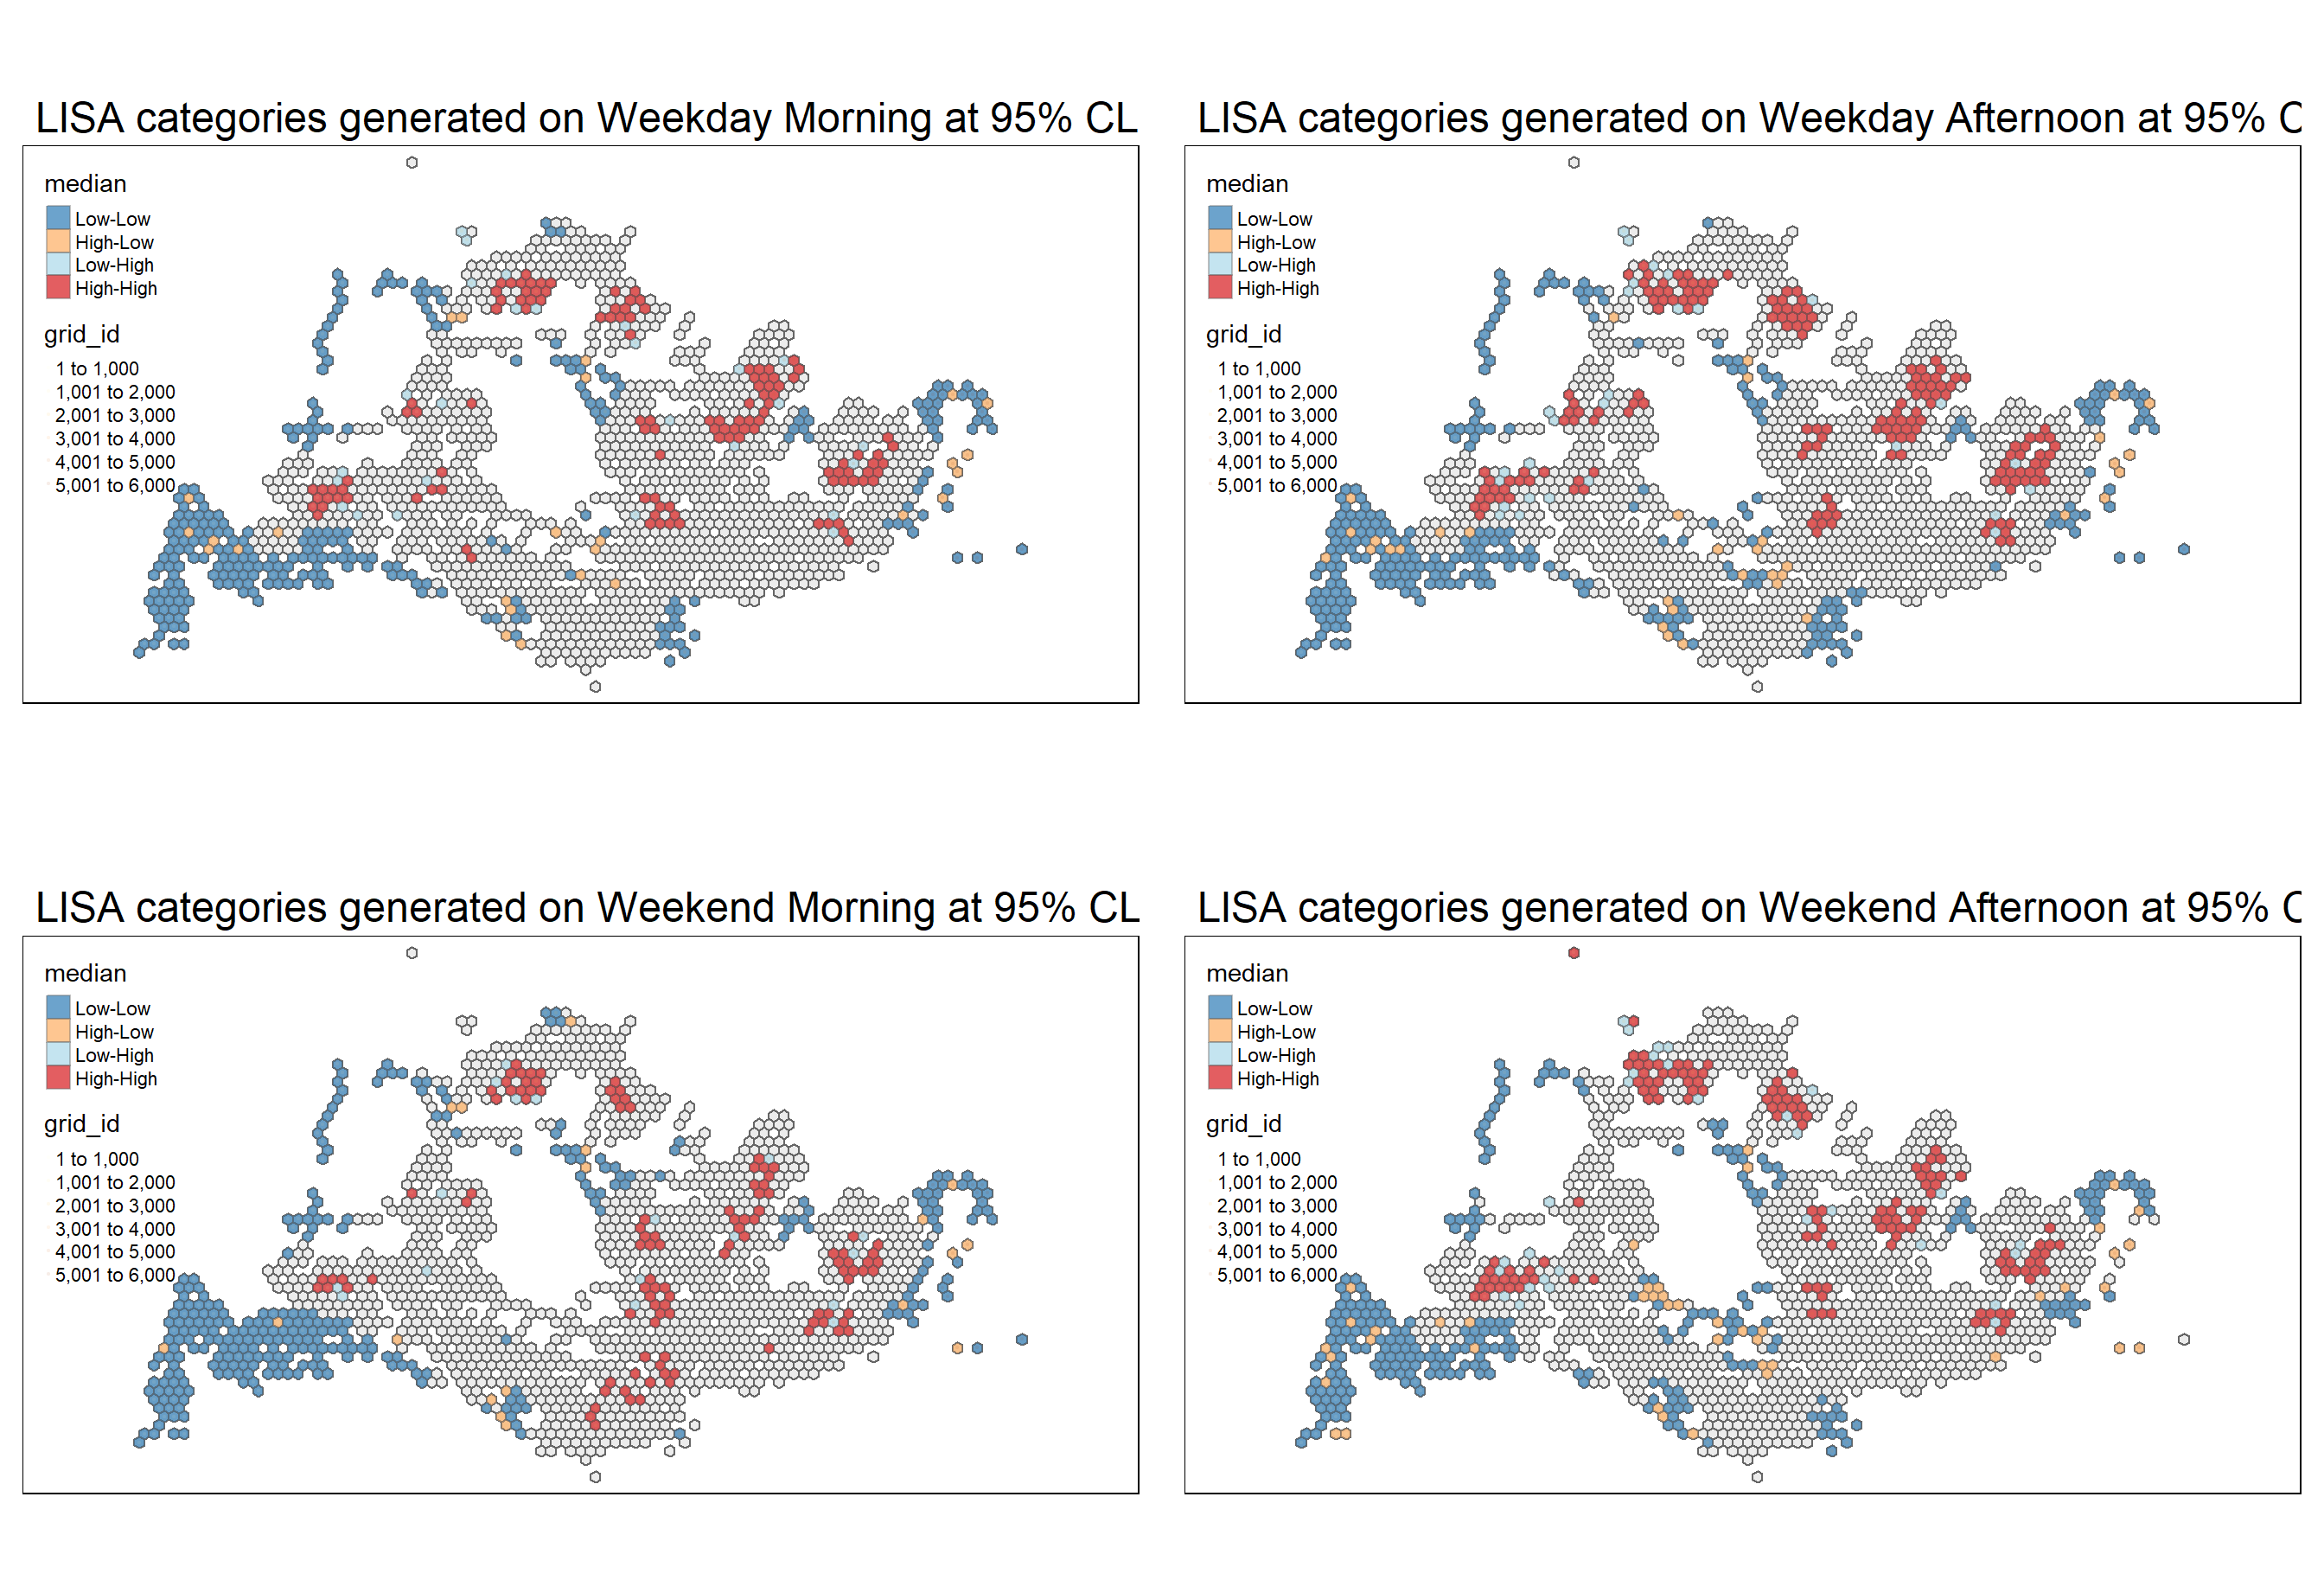 LISA categories generated on Weekday Morning at 95% CL
median
Low-Low
High-Low
Low-High
High-High
grid_id
1 to 1,000
1,001 to 2,000
2,001 to 3,000
3,001 to 4,000
4,001 to 5,000
5,001 to 6,000
LISA categories generated on Weekday Afternoon at 95% C
median
Low-Low
High-Low
Low-High
High-High
grid_id
1 to 1,000
1,001 to 2,000
2,001 to 3,000
3,001 to 4,000
4,001 to 5,000
5,001 to 6,000
LISA categories generated on Weekend Morning at 95% CL
median
Low-Low
High-Low
Low-High
High-High
grid_id
1 to 1,000
1,001 to 2,000
2,001 to 3,000
3,001 to 4,000
4,001 to 5,000
5,001 to 6,000
LISA categories generated on Weekend Afternoon at 95% C
median
Low-Low
High-Low
Low-High
High-High
grid_id
1 to 1,000
1,001 to 2,000
2,001 to 3,000
3,001 to 4,000
4,001 to 5,000
5,001 to 6,000